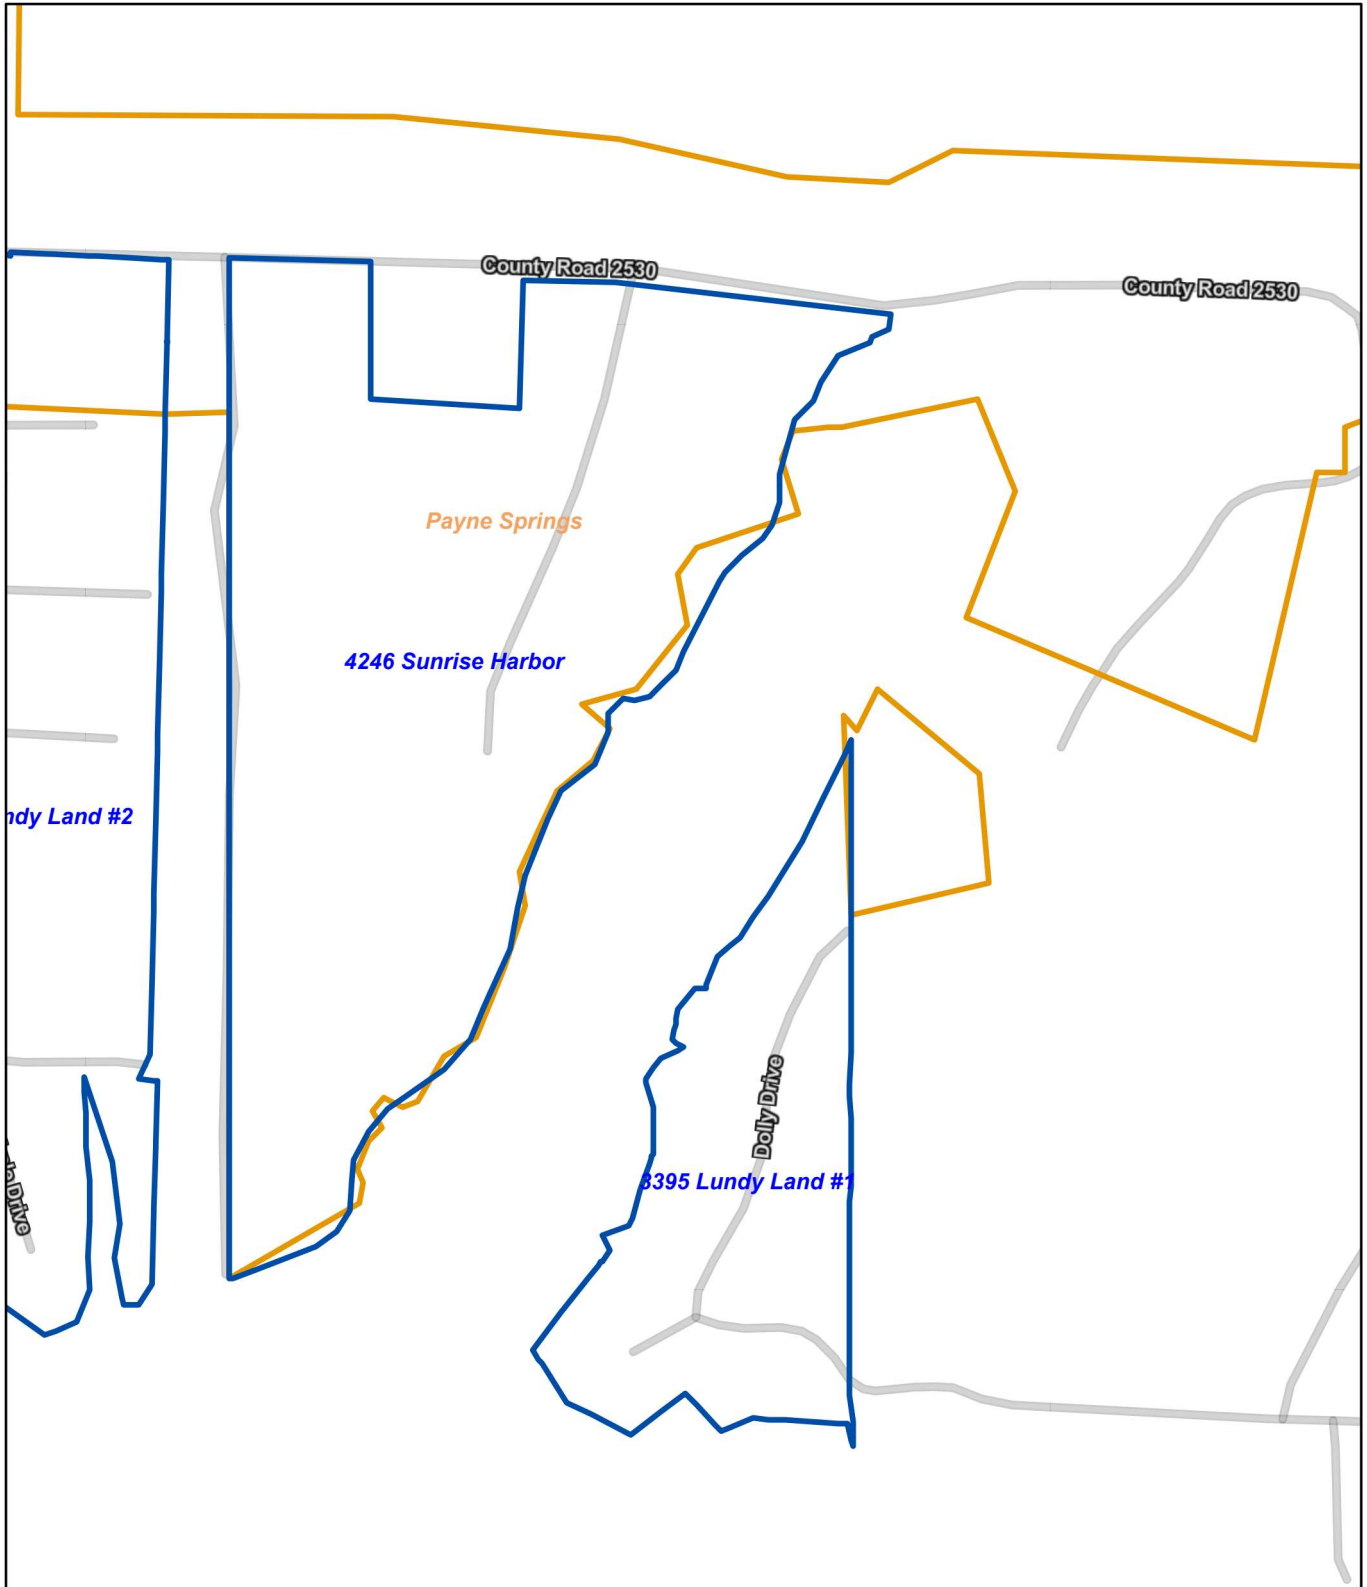 County Road 2530
County Road 2530
Payne Springs
4246 Sunrise Harbor
ndy Land #2
Dolly Drive
Drive
3395 Lundy Land #1